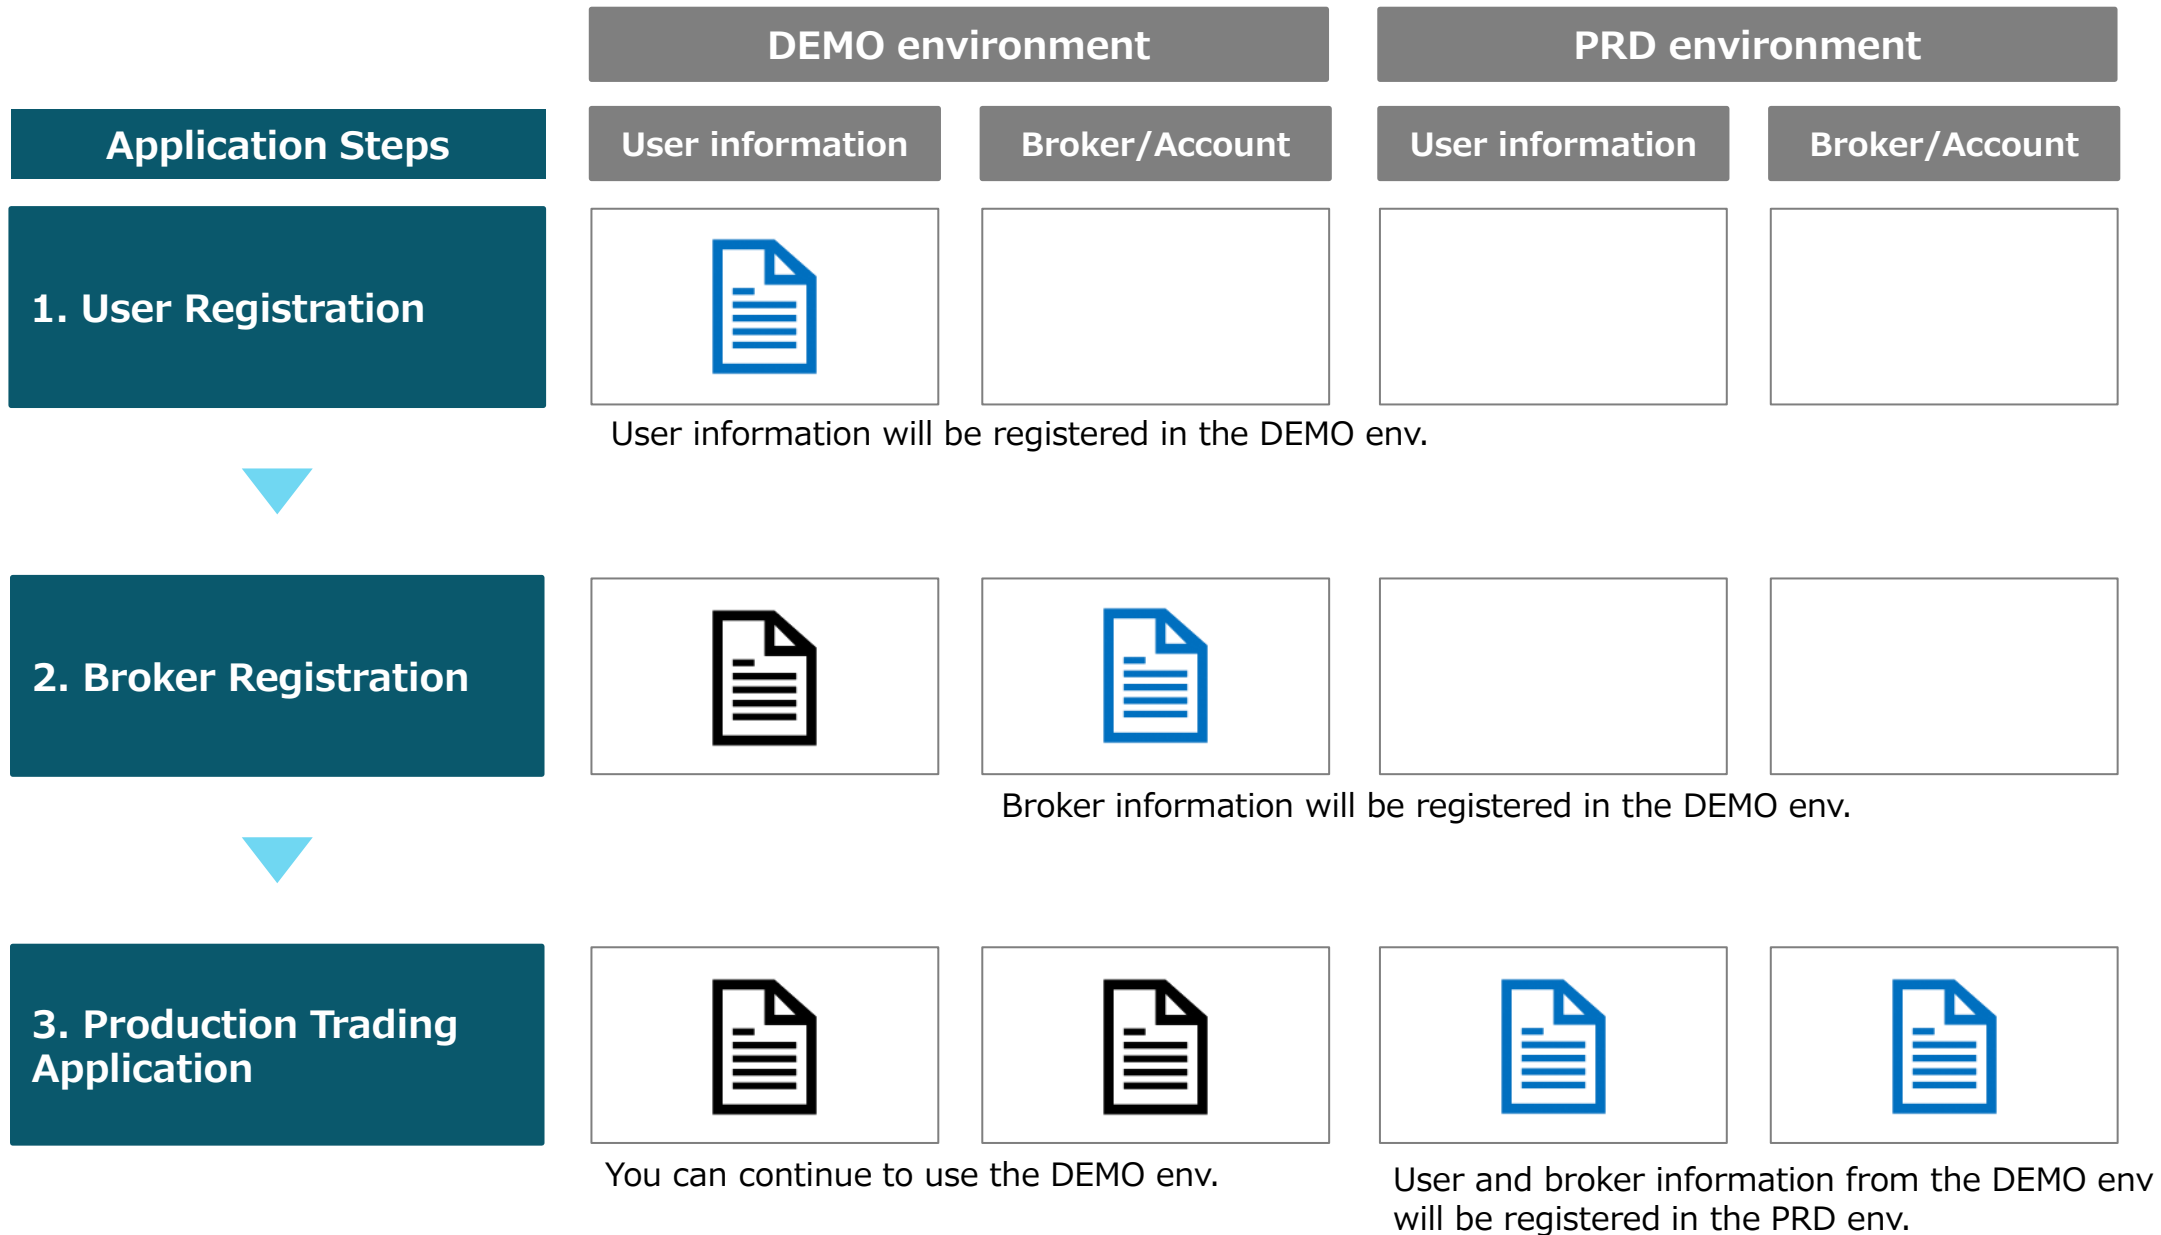 DEMO environment
PRD environment
Application Steps
User information
Broker/Account
User information
Broker/Account
1. User Registration
User information will be registered in the DEMO env.
2. Broker Registration
Broker information will be registered in the DEMO env.
3. Production Trading
Application
You can continue to use the DEMO env.
User and broker information from the DEMO env
will be registered in the PRD env.